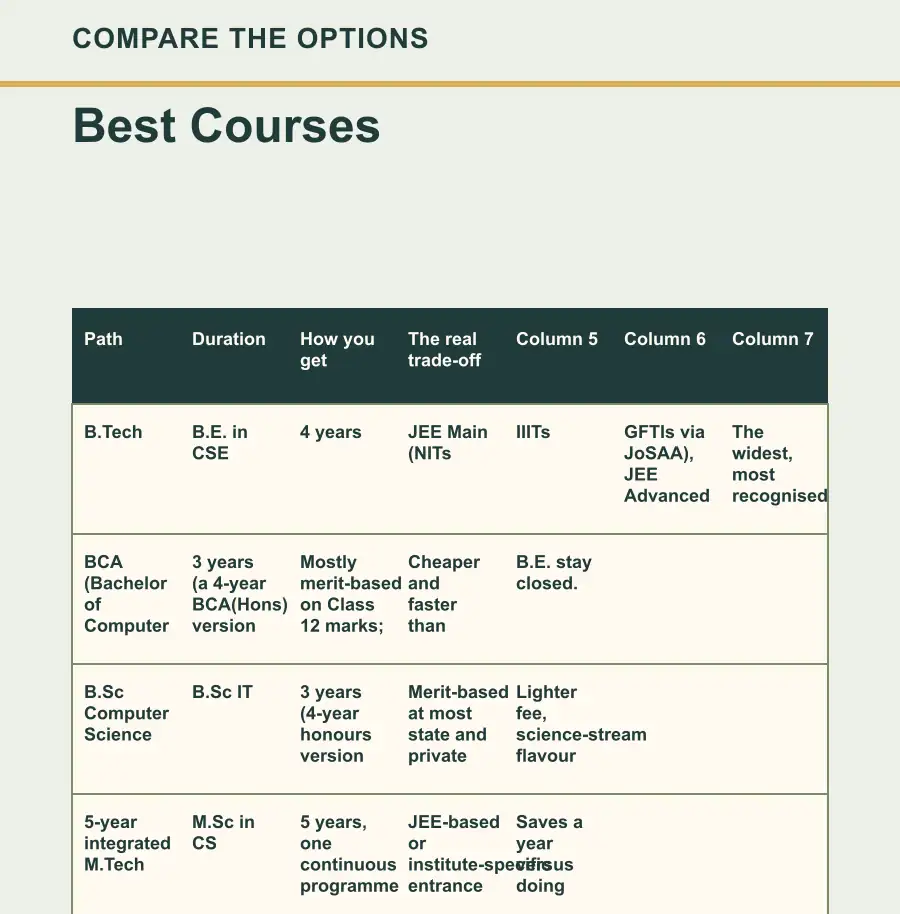 COMPARE THE OPTIONS
Best Courses
Path
Duration
How you
get
The real
trade-off
Column 5
Column 6
Column 7
B.Tech
B.E. in
CSE
4 years
JEE Main
(NITs
IIITs
GFTIs via
JoSAA),
JEE
Advanced
The
widest,
most
recognised
BCA
(Bachelor
of
Computer
3 years
(a 4-year
BCA(Hons)
version
Mostly
merit-based
on Class
12 marks;
Cheaper
and
faster
than
B.E. stay
closed.
B.Sc
Computer
Science
B.Sc IT
3 years
(4-year
honours
version
Merit-based
at most
state and
private
Lighter
fee,
science-stream
flavour
5-year
integrated
M.Tech
M.Sc in
CS
5 years,
one
continuous
programme
JEE-based
or
institute-specific
entrance
Saves a
year
versus
doing